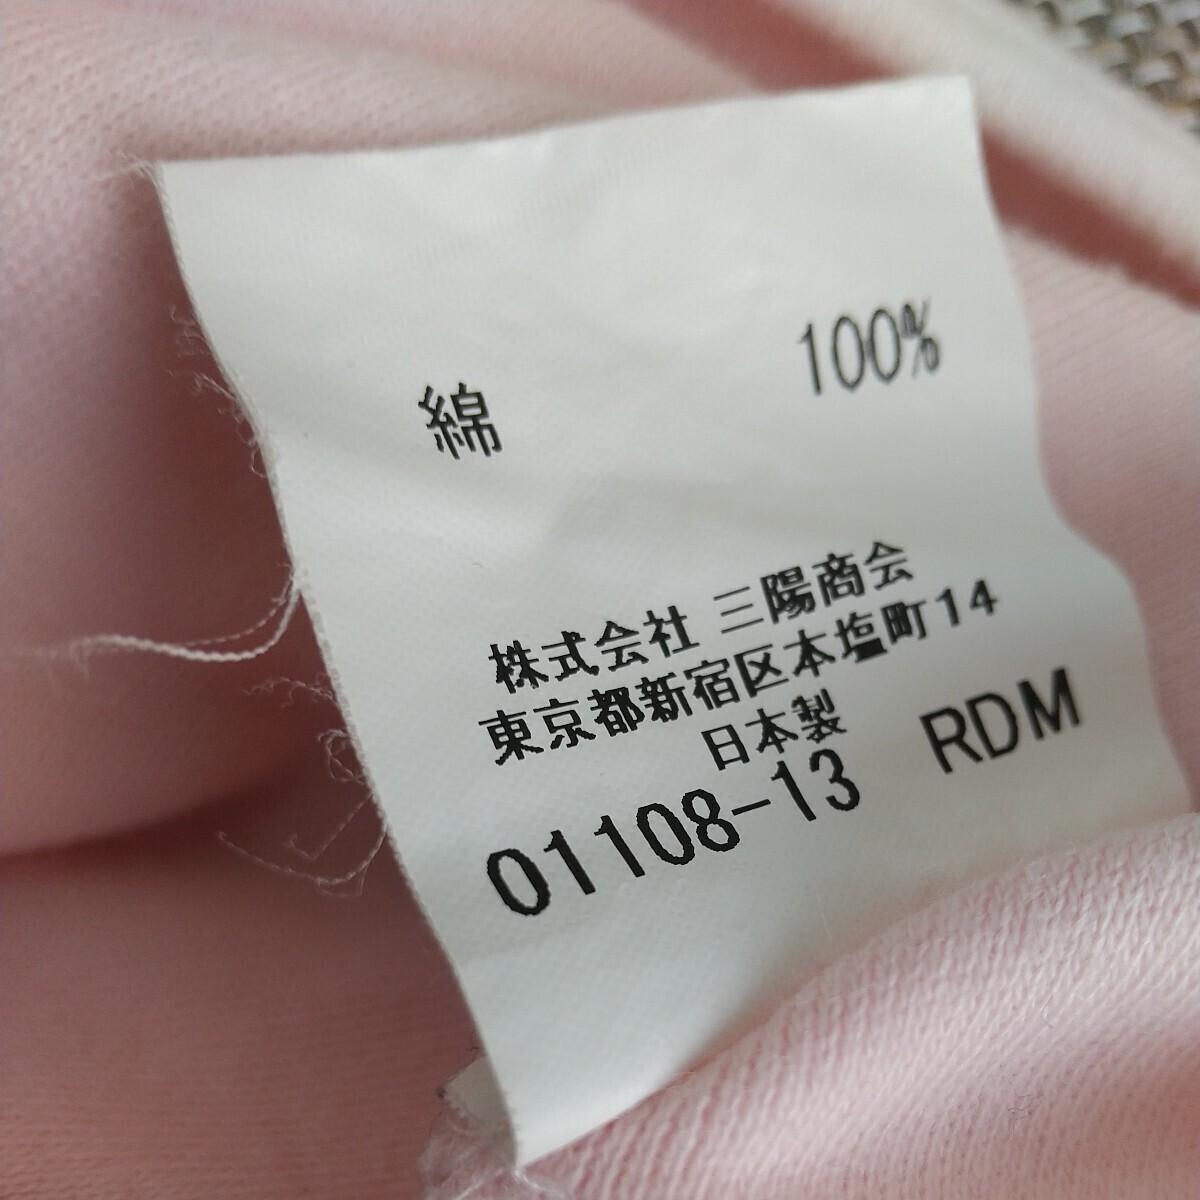 綿 100%
株式会社 三陽商会
東京都新宿区本塩町14
日本製
01108-13 RDM